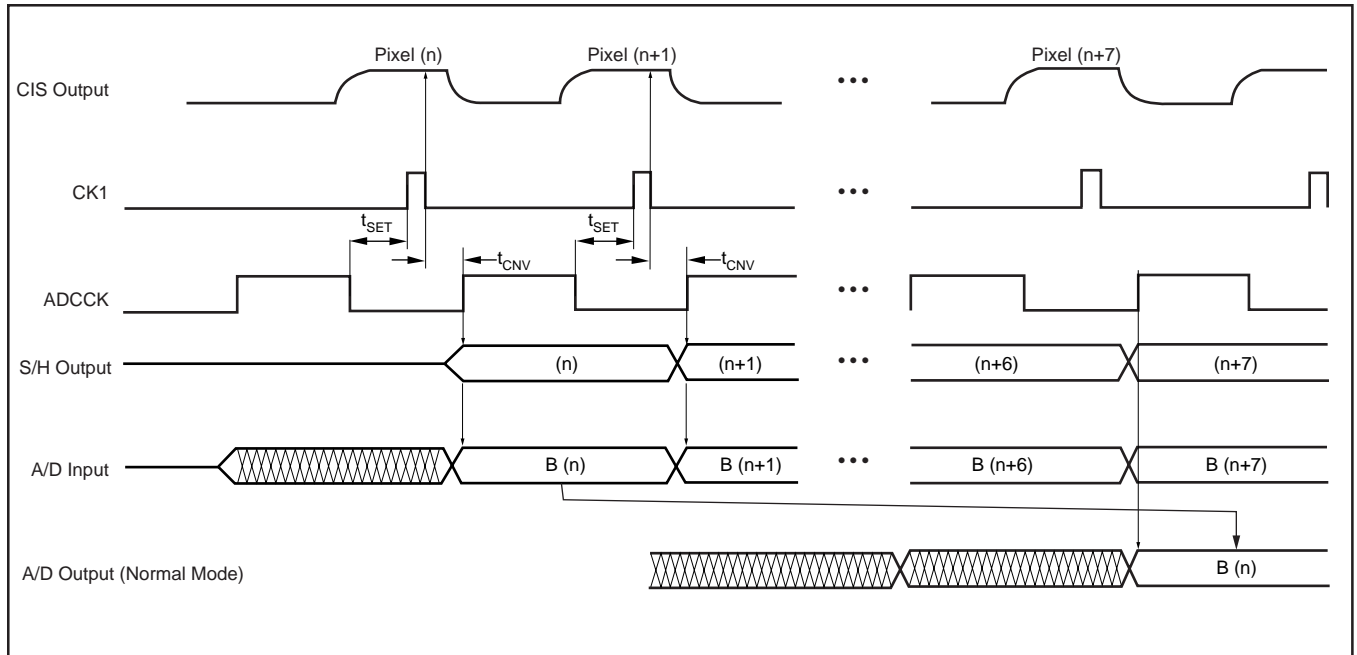 Pixel (n) Pixel (n+1) Pixel (n+7)
CIS Output •••
CK1 •••
tSET tSET
tCNV tCNV
ADCCK •••
S/H Output (n) (n+1) ••• (n+6) (n+7)
A/D Input B (n) B (n+1) ••• B (n+6) B (n+7)
A/D Output (Normal Mode) B (n)